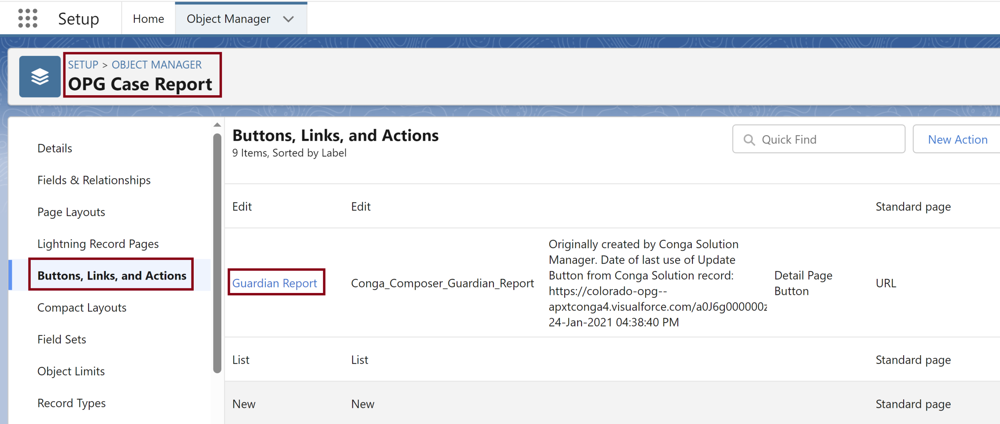 Setup
Home
Object Manager
SETUP > OBJECT MANAGER
OPG Case Report
Details
Fields & Relationships
Page Layouts
Lightning Record Pages
Buttons, Links, and Actions
Compact Layouts
Field Sets
Object Limits
Record Types
Buttons, Links, and Actions
9 Items, Sorted by Label
Quick Find
New Action
Edit
Edit
Standard page
Guardian Report
Conga_Composer_Guardian_Report
Originally created by Conga Solution
Manager. Date of last use of Update
Button from Conga Solution record:
https://colorado-opg--
apxtconga4.visualforce.com/a0J6g000000z
24-Jan-2021 04:38:40 PM
Detail Page
Button
URL
List
List
Standard page
New
New
Standard page